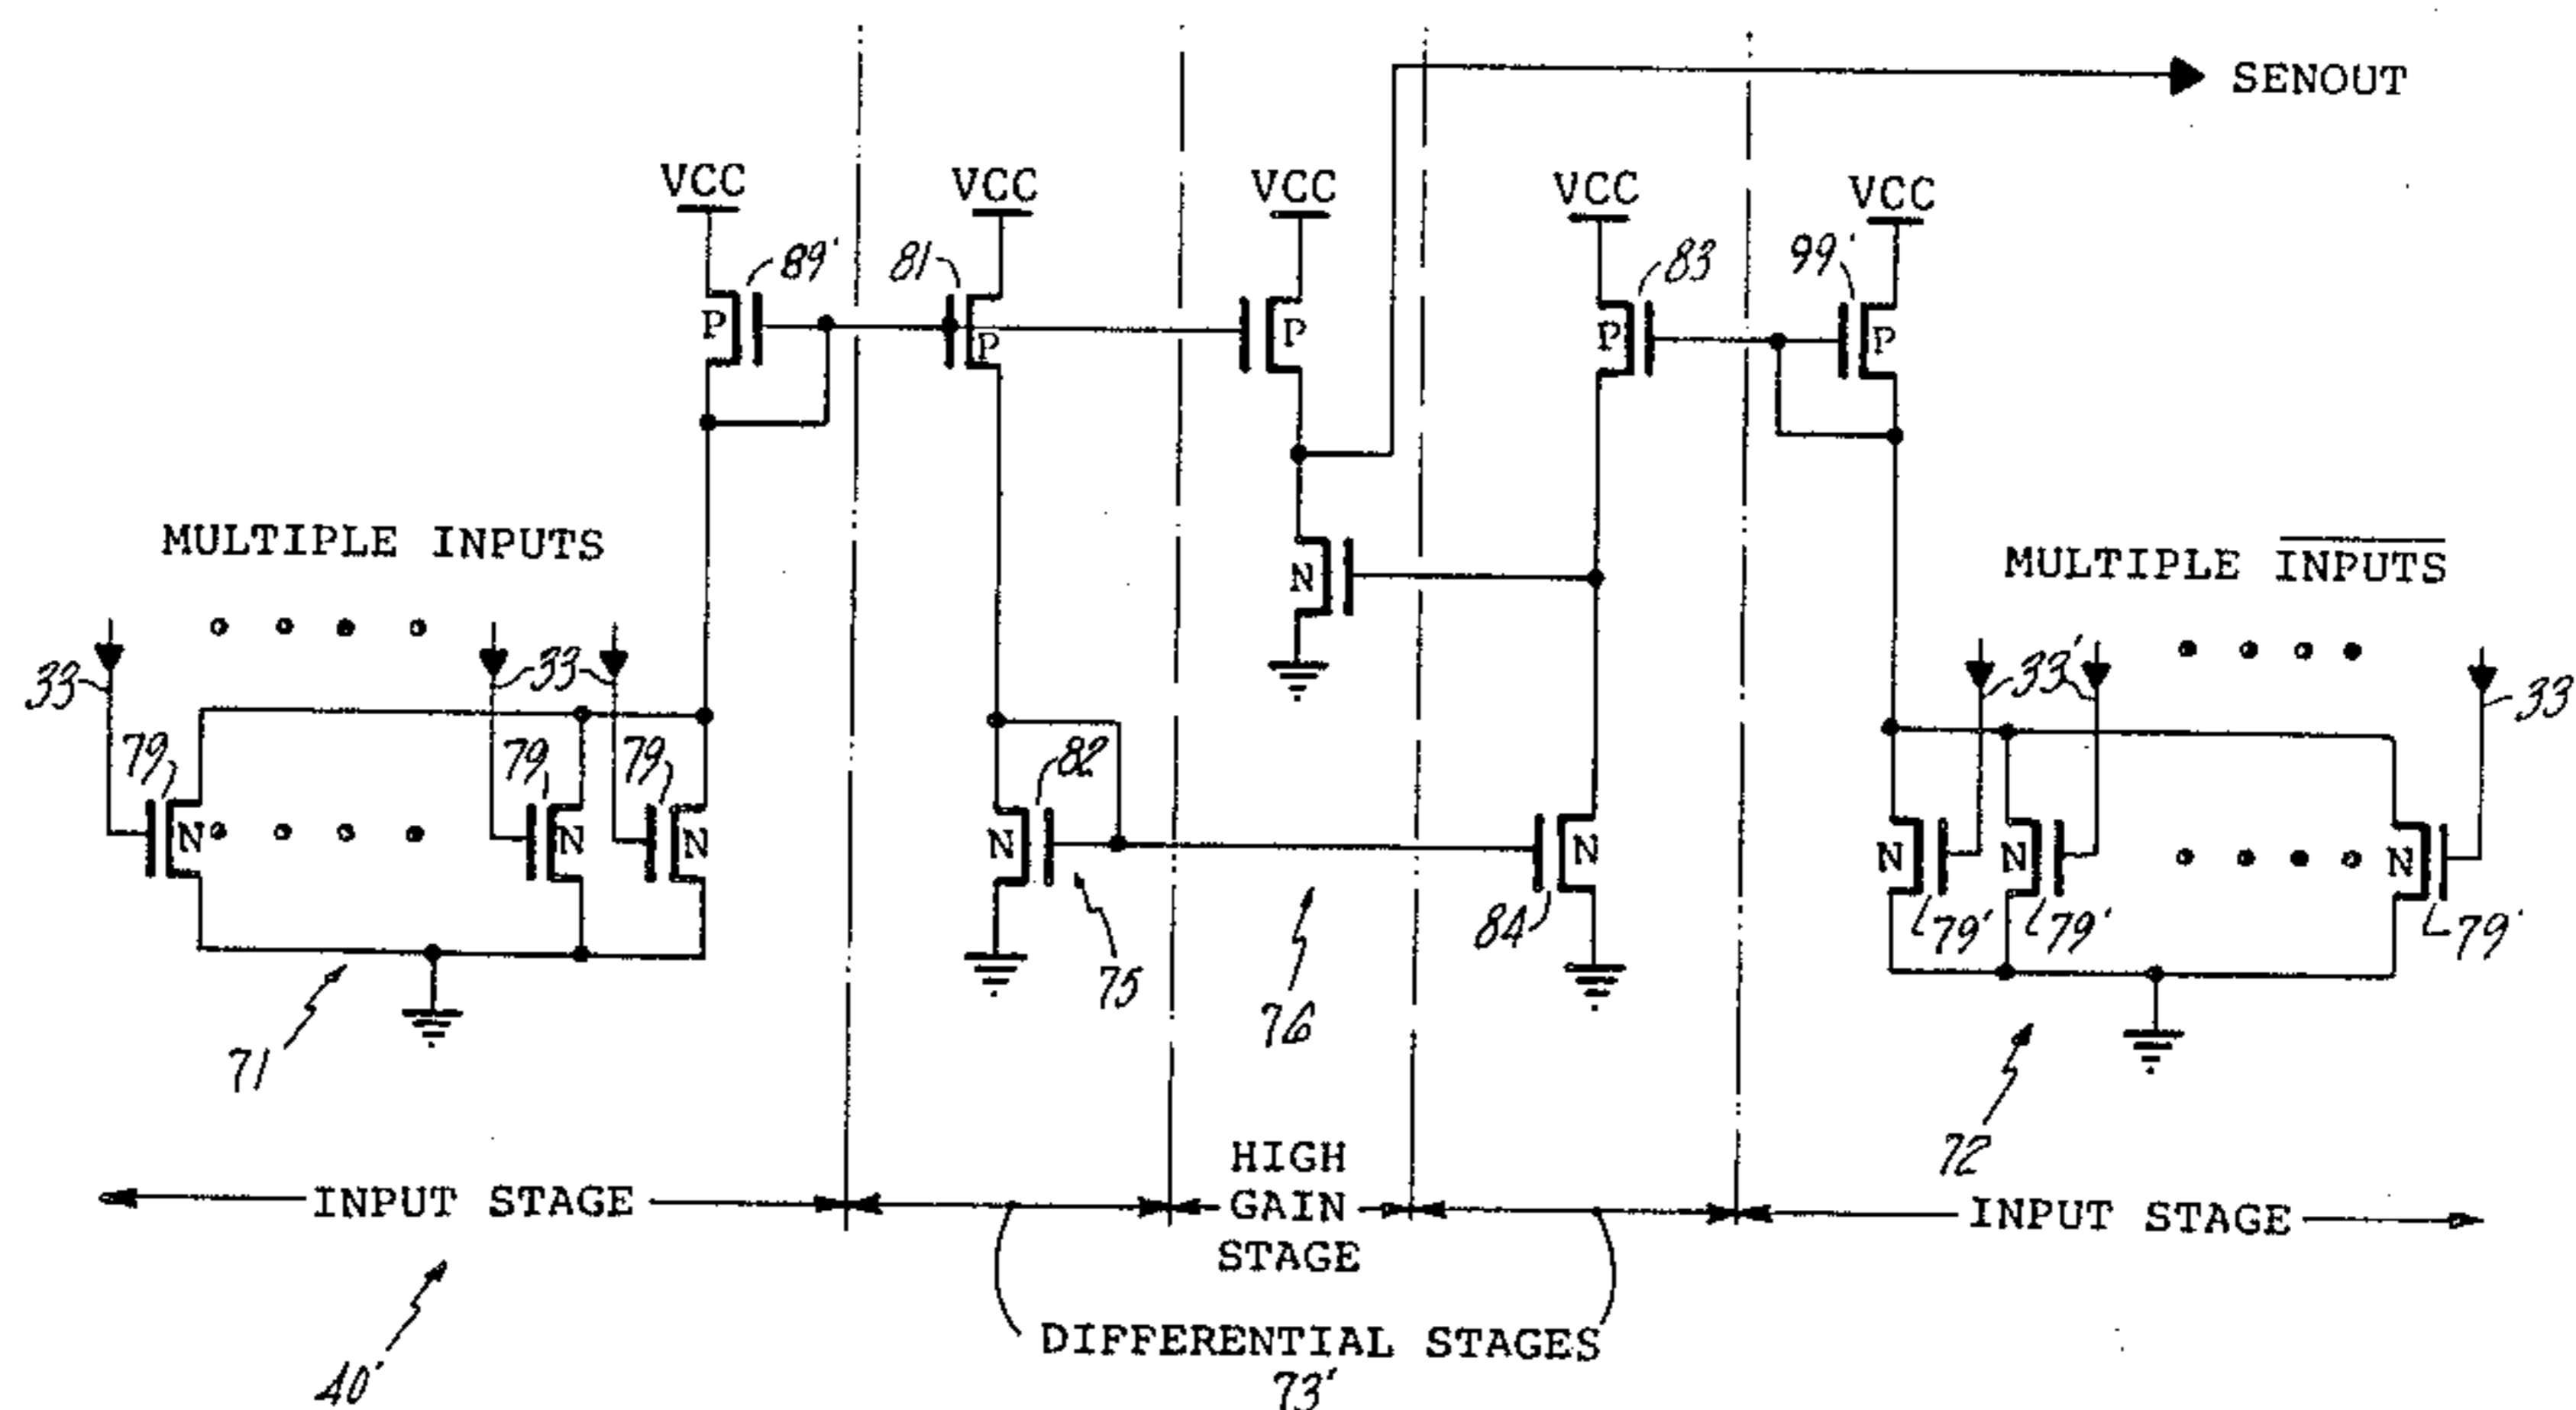 SENOUT
VCC
VCC
VCC
VCC
VCC
89'
81
83
99'
P
P
P
P
P
MULTIPLE INPUTS
MULTIPLE INPUTS
N
33
33
33'
33
79
79
79
82
N
N
N
N
N
N
N
N
84
79'
79'
79'
75
76
71
72
INPUT STAGE
HIGH
GAIN
STAGE
INPUT STAGE
DIFFERENTIAL STAGES
73'
40'